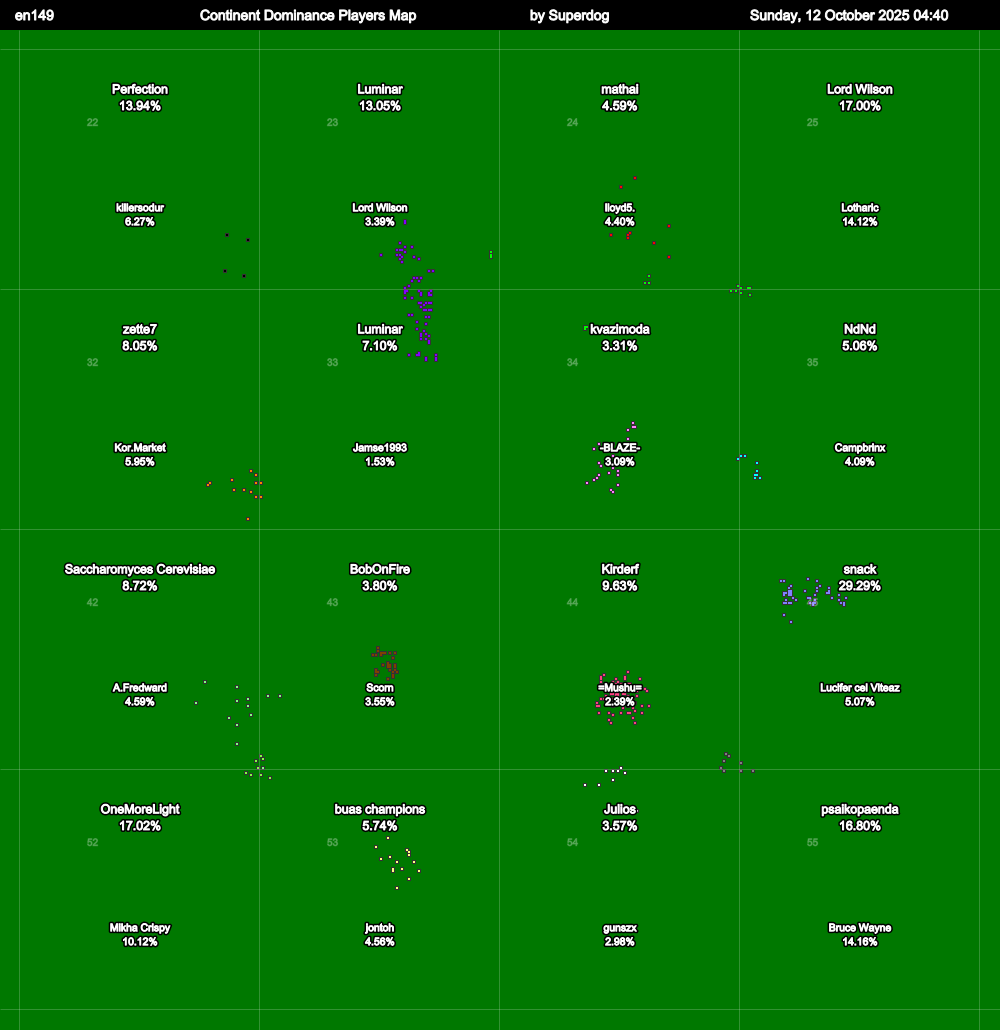 en149 Continent Dominance Players Map by Superdog Sunday, 12 October 2025 04:40
Perfection Luminar mathai Lord Wilson
13.94% 13.05% 4.59% 17.00%
22 23 24 25
killersodur Lord Wilson lloyd5. Lotharic
6.27% 3.39% 4.40% 14.12%
zette7 Luminar kvazimoda NdNd
8.05% 7.10% 3.31% 5.06%
32 33 34 35
Kor.Market Jamse1993 -BLAZE- Campbrinx
5.95% 1.53% 3.09% 4.09%
Saccharomyces Cerevisiae BobOnFire Kirderf snack
8.72% 3.80% 9.63% 29.29%
42 43 44 45
A.Fredward Scorn =Mushu= Lucifer cel Viteaz
4.59% 3.55% 2.39% 5.07%
OneMoreLight buas champions Julios psaikopaenda
17.02% 5.74% 3.57% 16.80%
52 53 54 55
Mikha Crispy jontoh gunszx Bruce Wayne
10.12% 4.56% 2.98% 14.16%